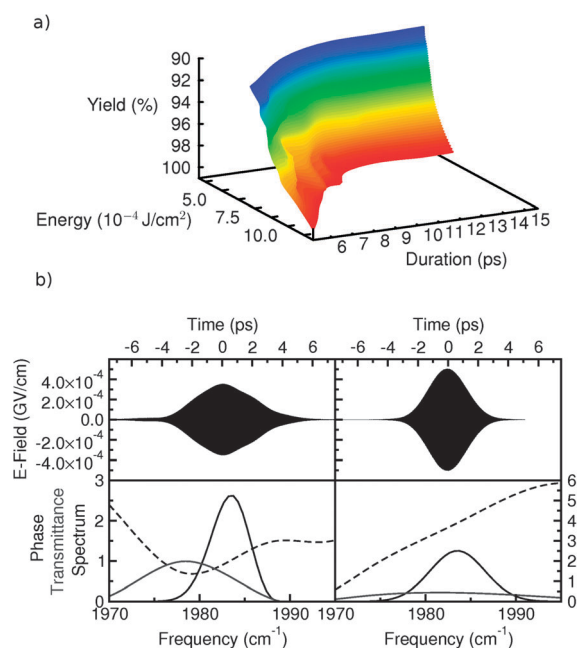 a)
90
92
Yield (%) 94
96
98
100
5.0
7.5
10.0
Energy (10⁻⁴ J/cm²)
6 7 8 9 10 11 12 13 14 15
Duration (ps)
b)
Time (ps) Time (ps)
-6 -4 -2 0 2 4 6 -6 -4 -2 0 2 4 6
E-Field (GV/cm)
4.0×10⁻⁴
2.0×10⁻⁴
0.0
-2.0×10⁻⁴
-4.0×10⁻⁴
Phase
Transmittance
Spectrum
3
2
1
0
6
5
4
3
2
1
0
1970 1980 1990 1970 1980 1990
Frequency (cm⁻¹) Frequency (cm⁻¹)